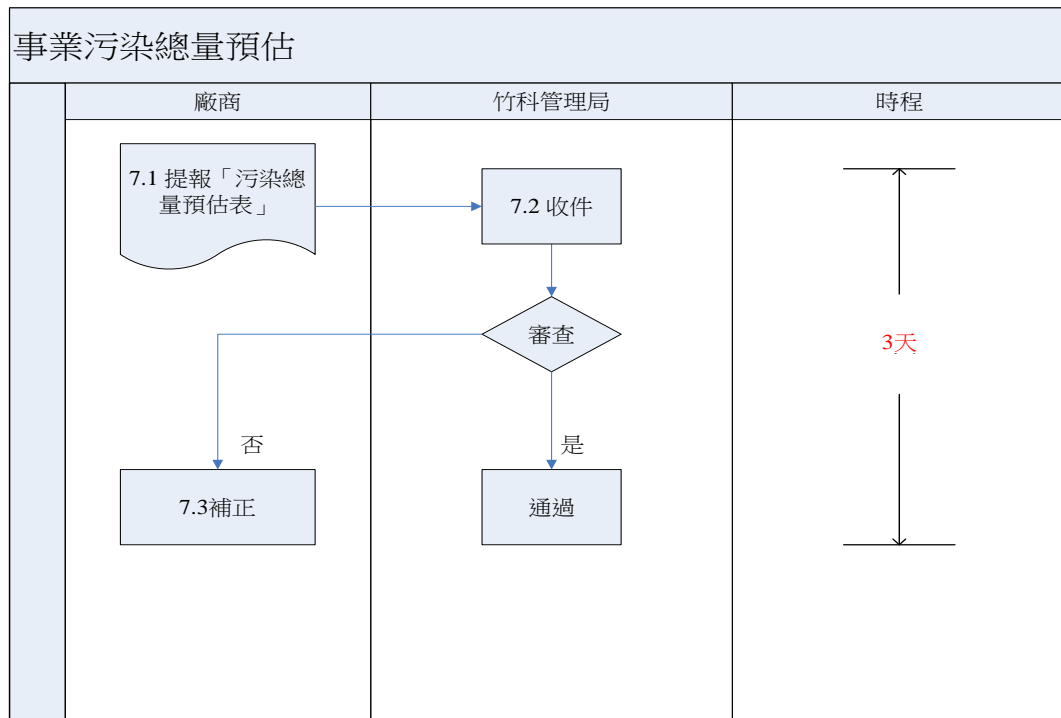 事業污染總量預估
廠商
竹科管理局
時程
7.1 提報「污染總
量預估表」
7.2 收件
審查
3天
否
是
7.3補正
通過